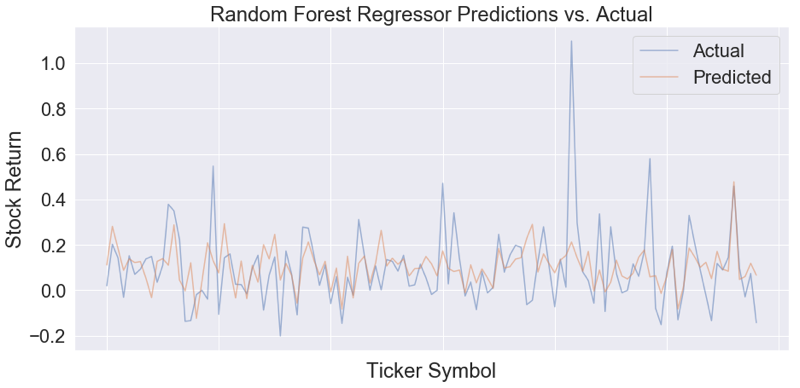 Random Forest Regressor Predictions vs. Actual
Actual
Predicted
1.0
0.8
0.6
0.4
0.2
0.0
−0.2
Stock Return
Ticker Symbol